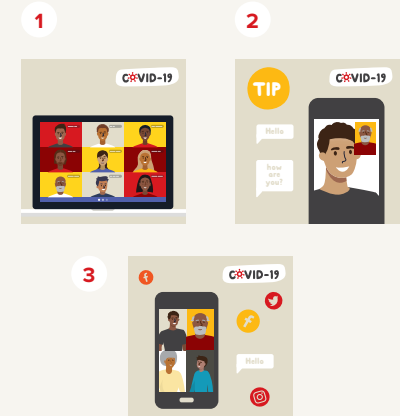 1
2
COVID-19
TIP
COVID-19
Hello
how
are
you?
3
COVID-19
Hello